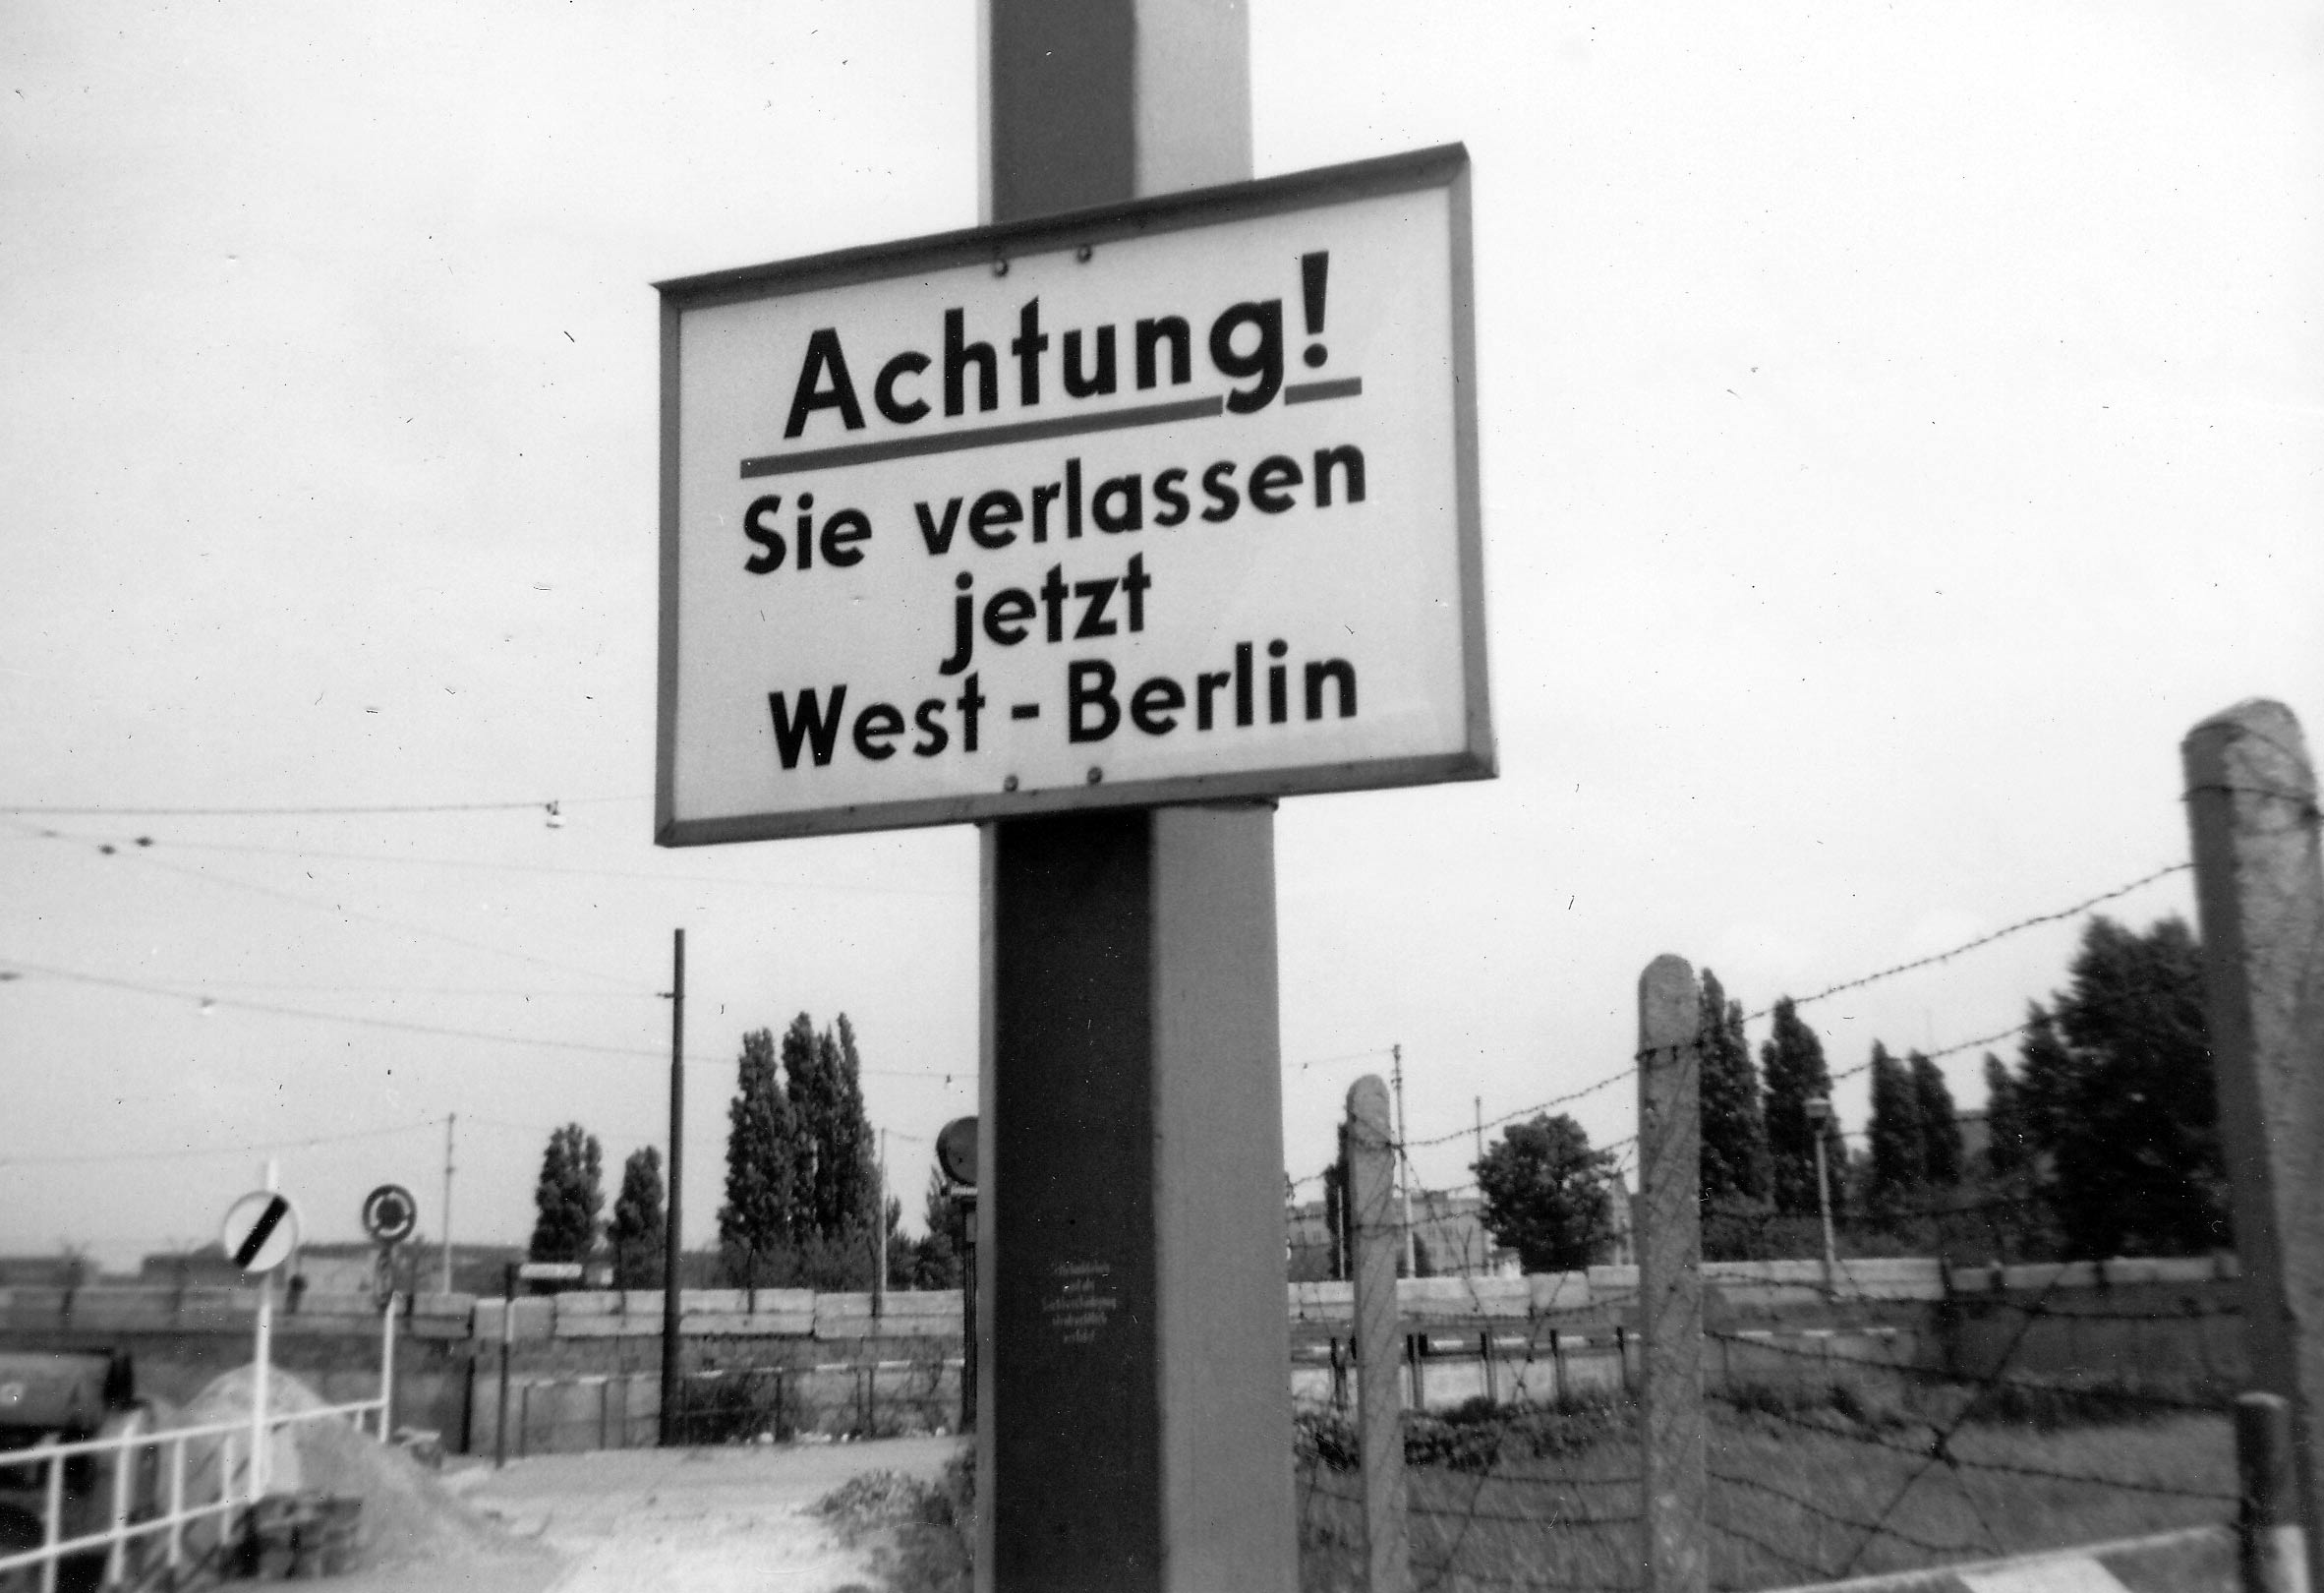 Achtung!
Sie verlassen
jetzt
West-Berlin